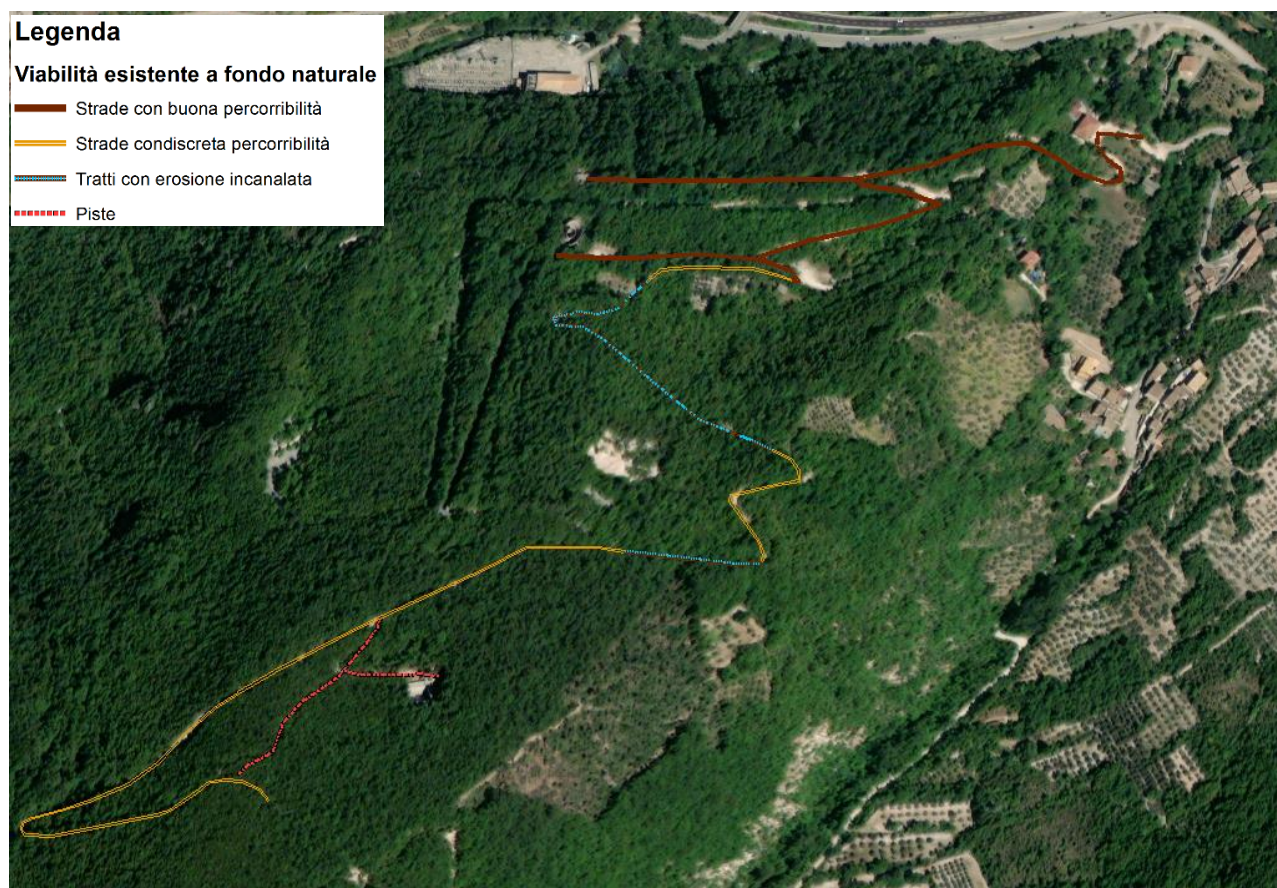 Legenda
Viabilità esistente a fondo naturale
Strade con buona percorribilità
Strade condiscreta percorribilità
Tratti con erosione incanalata
Piste